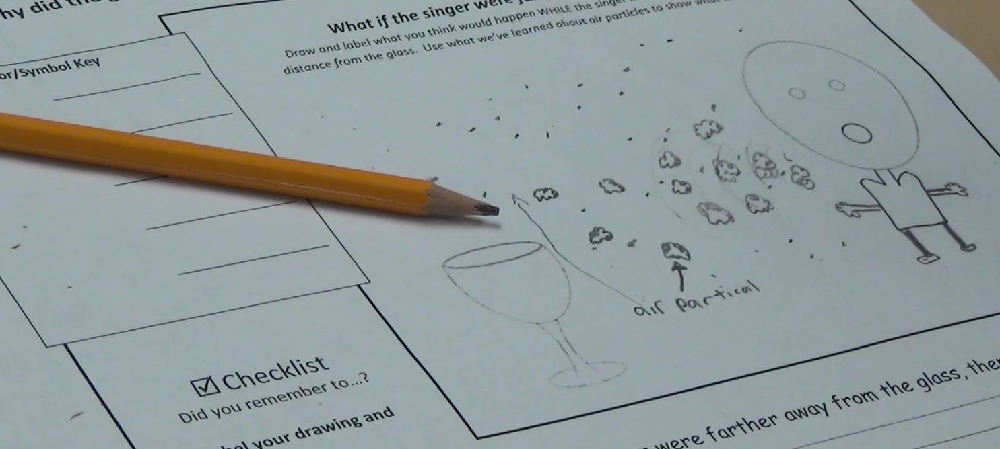 hy did the
or/Symbol Key
What if the singer were
Draw and label what you think would happen WHILE the singer
distance from the glass. Use what we've learned about air particles to show what
air partical
Checklist
Did you remember to...?
your drawing and
were farther away from the glass, the